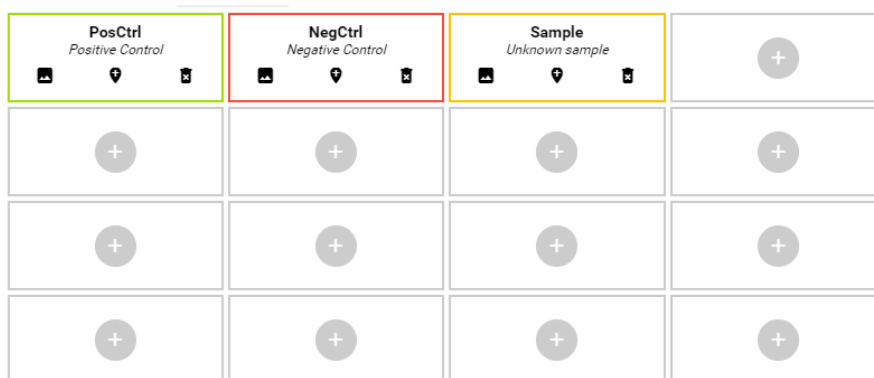 PosCtrl
Positive Control
NegCtrl
Negative Control
Sample
Unknown sample